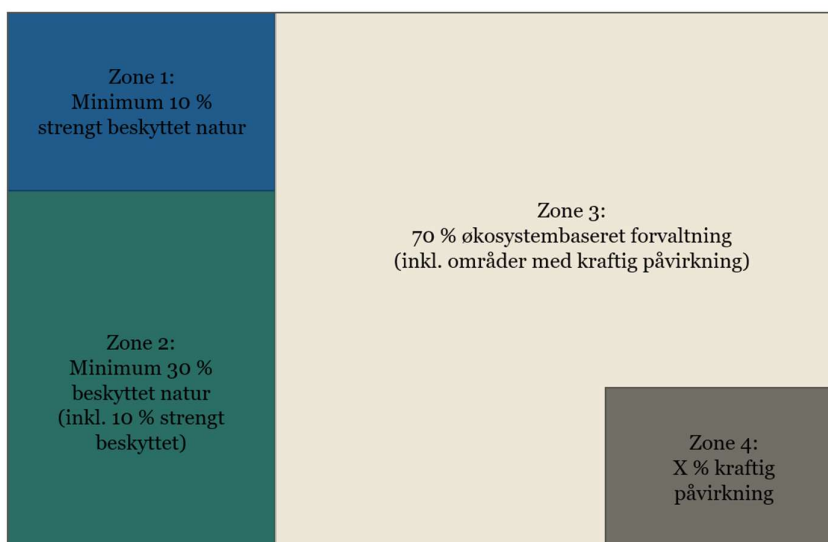 Zone 1:
Minimum 10 %
strengt beskyttet natur
Zone 2:
Minimum 30 %
beskyttet natur
(inkl. 10 % strengt
beskyttet)
Zone 3:
70 % økosystembaseret forvaltning
(inkl. områder med kraftig påvirkning)
Zone 4:
X % kraftig
påvirkning